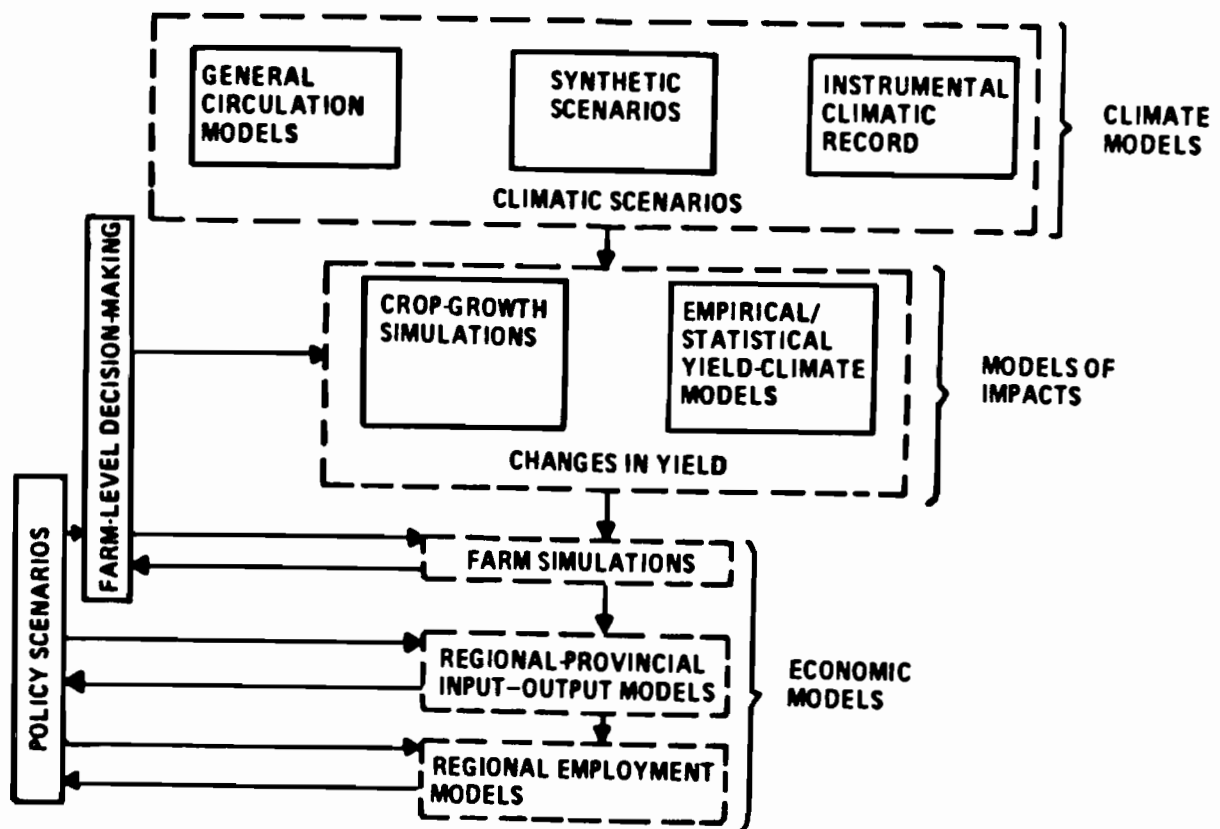 GENERAL
CIRCULATION
MODELS
SYNTHETIC
SCENARIOS
INSTRUMENTAL
CLIMATIC
RECORD
CLIMATE
MODELS
CLIMATIC SCENARIOS
FARM-LEVEL DECISION-MAKING
CROP-GROWTH
SIMULATIONS
EMPIRICAL/
STATISTICAL
YIELD-CLIMATE
MODELS
MODELS OF
IMPACTS
CHANGES IN YIELD
POLICY SCENARIOS
FARM SIMULATIONS
REGIONAL-PROVINCIAL
INPUT–OUTPUT MODELS
ECONOMIC
MODELS
REGIONAL EMPLOYMENT
MODELS